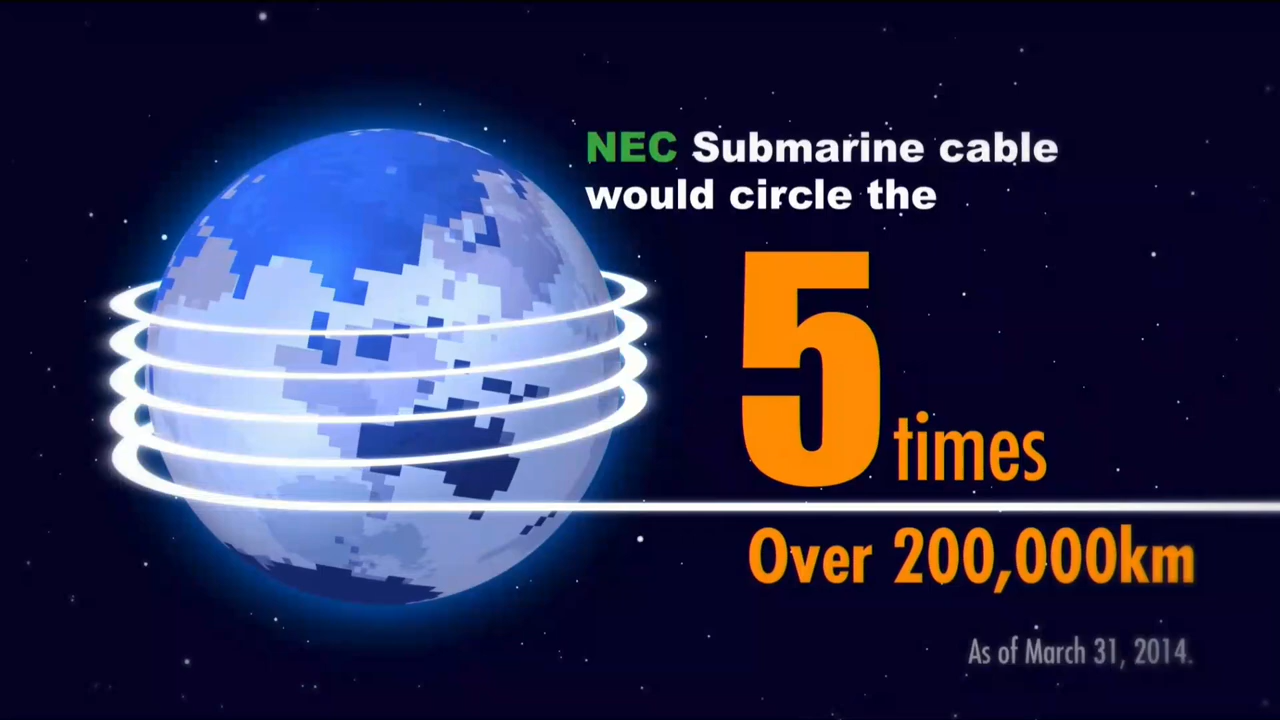 NEC Submarine cable
would circle the
5 times
Over 200,000km
As of March 31, 2014.